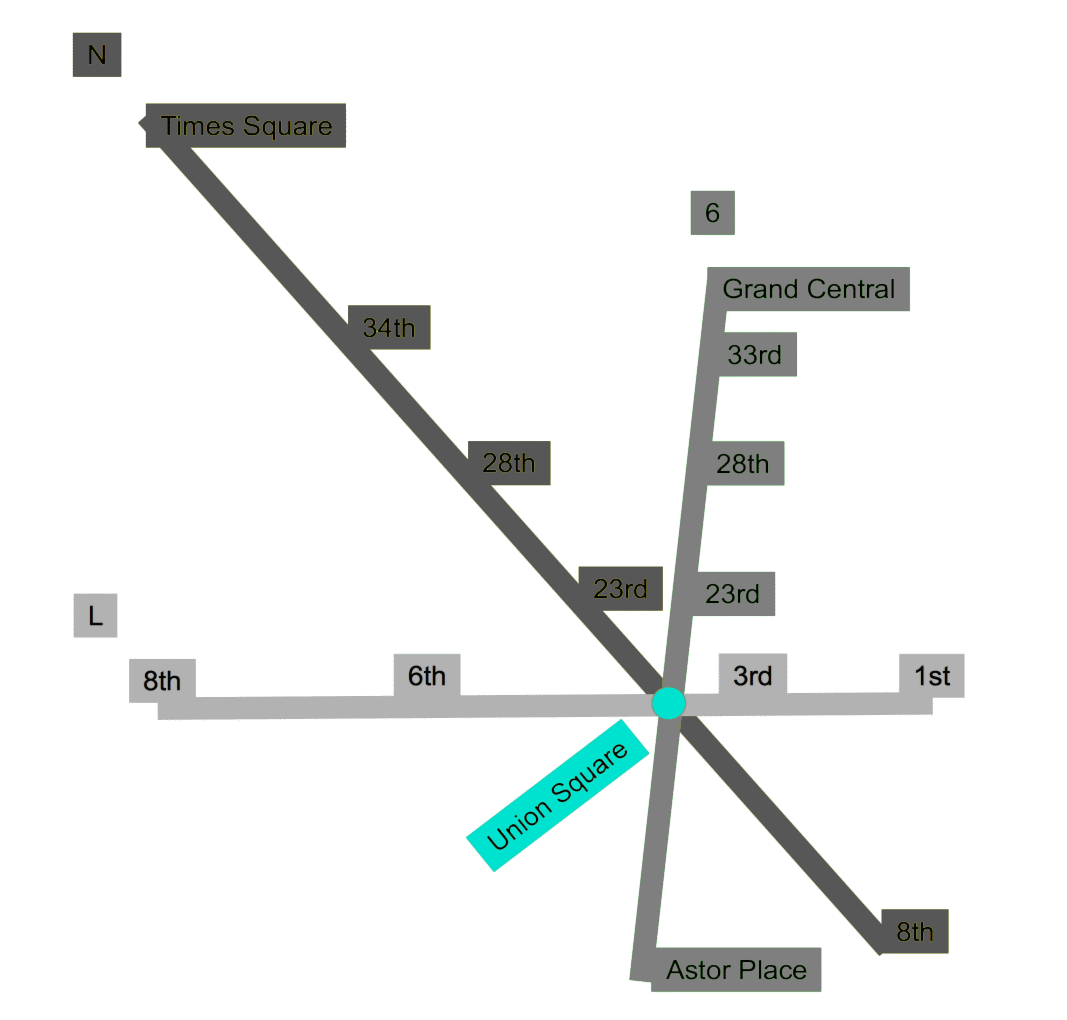 N
Times Square
6
Grand Central
34th
33rd
28th
28th
23rd
23rd
L
8th
6th
3rd
1st
Union Square
8th
Astor Place